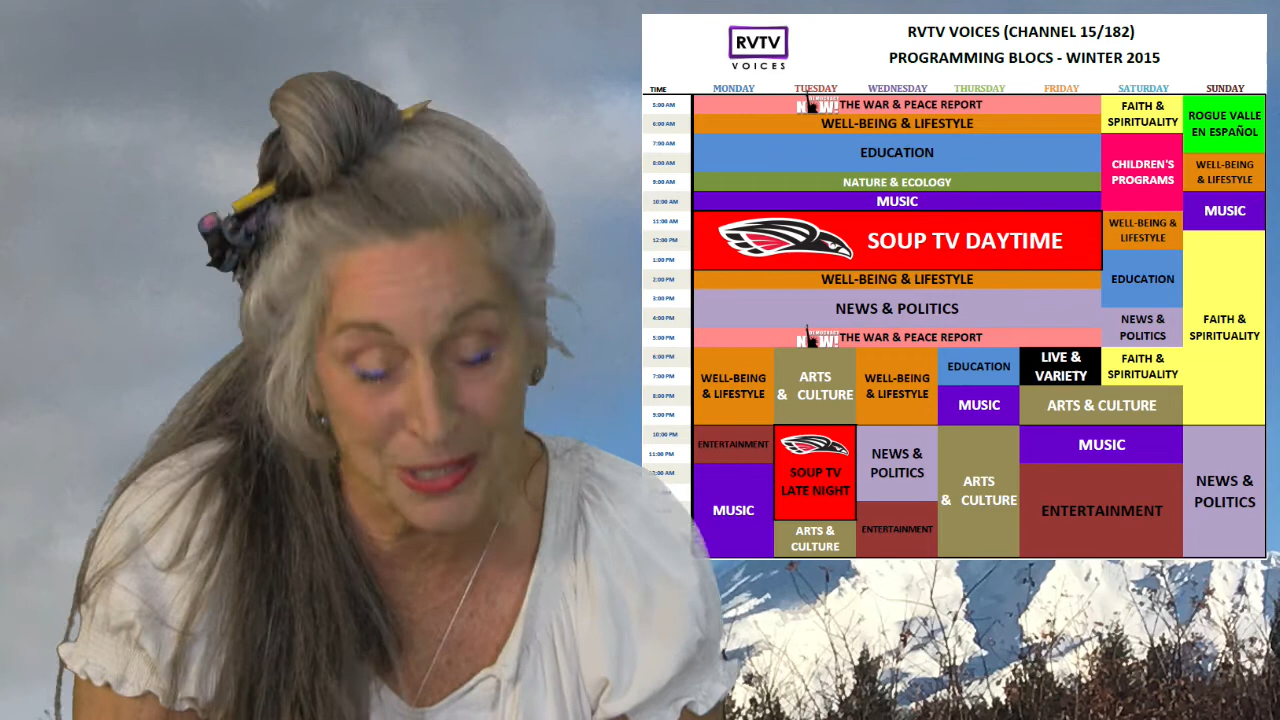 RVTV
VOICES
RVTV VOICES (CHANNEL 15/182)
PROGRAMMING BLOCS - WINTER 2015
TIME MONDAY TUESDAY WEDNESDAY THURSDAY FRIDAY SATURDAY SUNDAY
5:00 AM
6:00 AM
7:00 AM
8:00 AM
9:00 AM
10:00 AM
11:00 AM
12:00 PM
1:00 PM
2:00 PM
3:00 PM
4:00 PM
5:00 PM
6:00 PM
7:00 PM
8:00 PM
9:00 PM
10:00 PM
11:00 PM
DEMOCRACY
NOW! THE WAR & PEACE REPORT
WELL-BEING & LIFESTYLE
EDUCATION
NATURE & ECOLOGY
MUSIC
SOUP TV DAYTIME
WELL-BEING & LIFESTYLE
NEWS & POLITICS
DEMOCRACY
NOW! THE WAR & PEACE REPORT
WELL-BEING
& LIFESTYLE
ENTERTAINMENT
MUSIC
ARTS
& CULTURE
SOUP TV
LATE NIGHT
ARTS &
CULTURE
WELL-BEING
& LIFESTYLE
NEWS &
POLITICS
ENTERTAINMENT
EDUCATION
MUSIC
ARTS
& CULTURE
LIVE &
VARIETY
ARTS & CULTURE
MUSIC
ENTERTAINMENT
FAITH &
SPIRITUALITY
CHILDREN'S
PROGRAMS
WELL-BEING &
LIFESTYLE
EDUCATION
NEWS &
POLITICS
FAITH &
SPIRITUALITY
ROGUE VALLE
EN ESPAÑOL
WELL-BEING
& LIFESTYLE
MUSIC
FAITH &
SPIRITUALITY
NEWS &
POLITICS